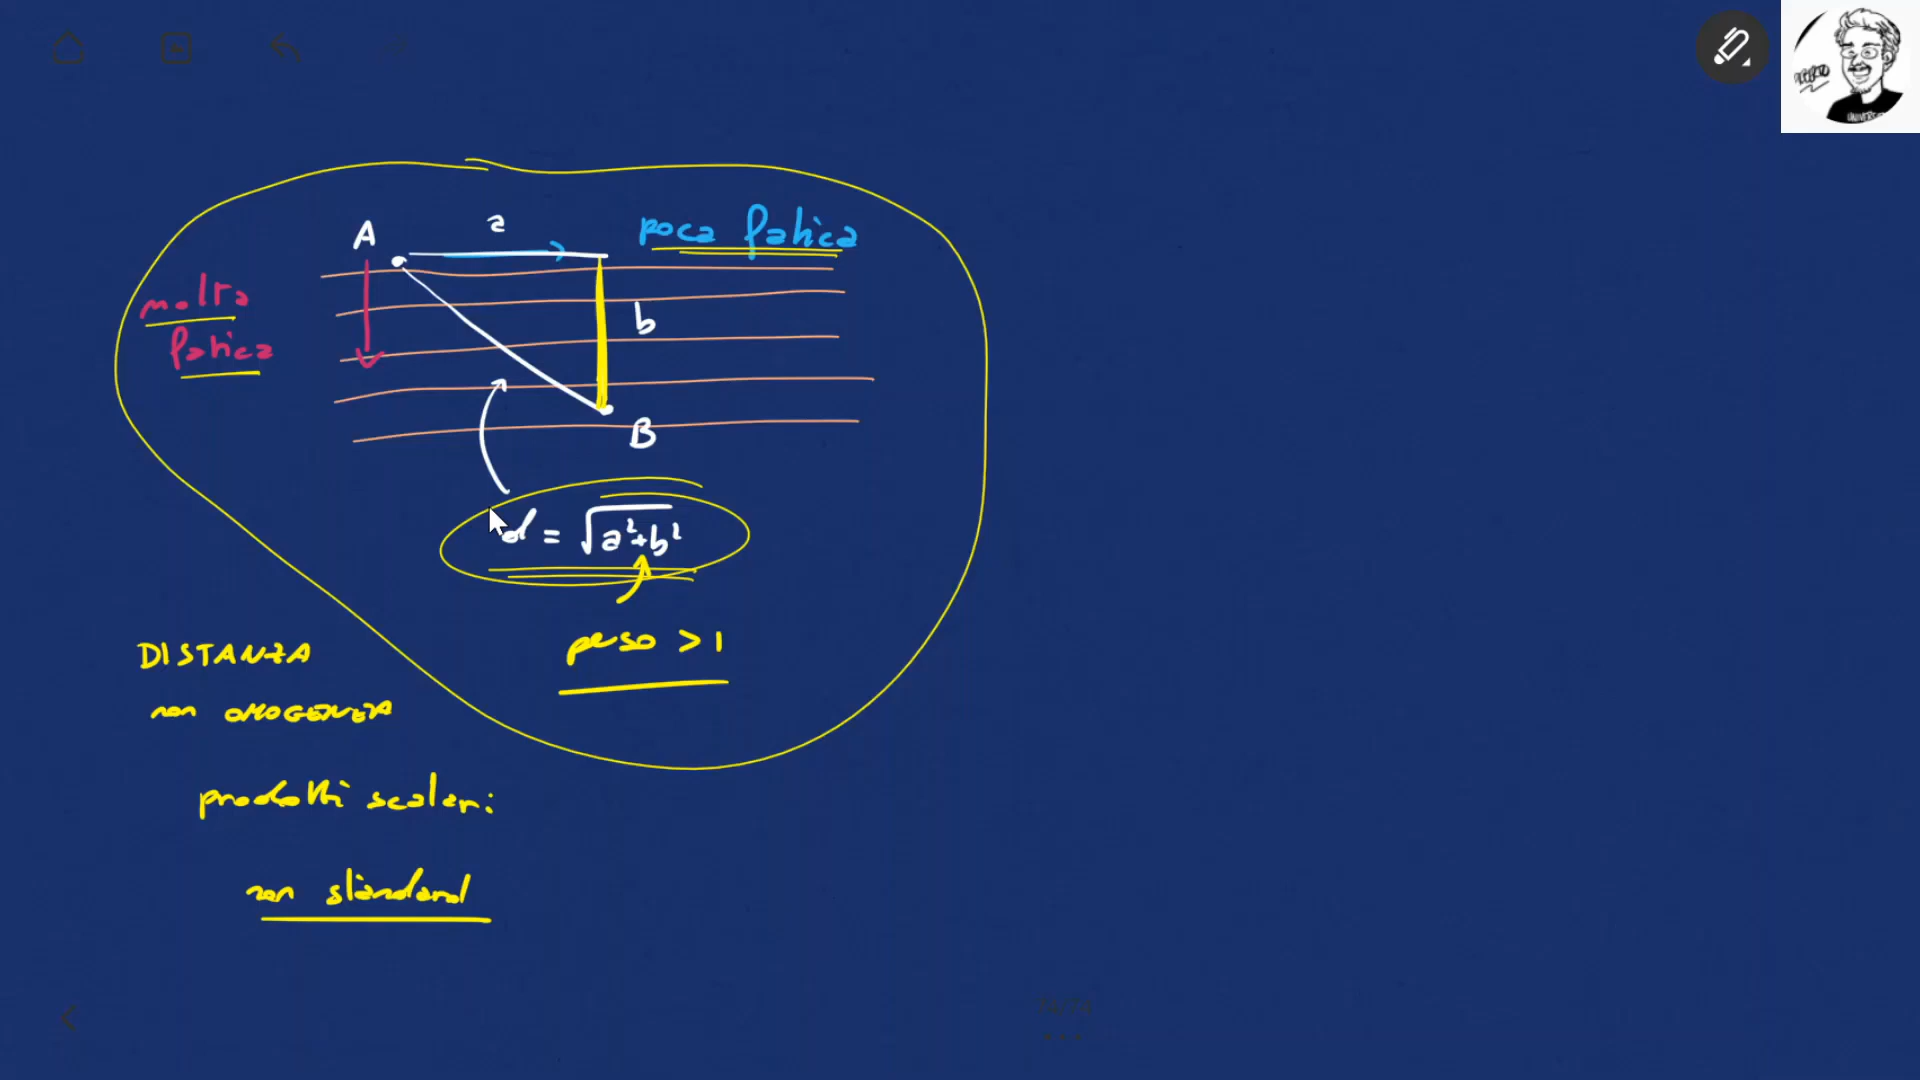 A
a
poca fatica
molta
fatica
b
B
d = √a²+b²
peso > 1
DISTANZA
non OMOGENEA
prodotti scalari
non standard